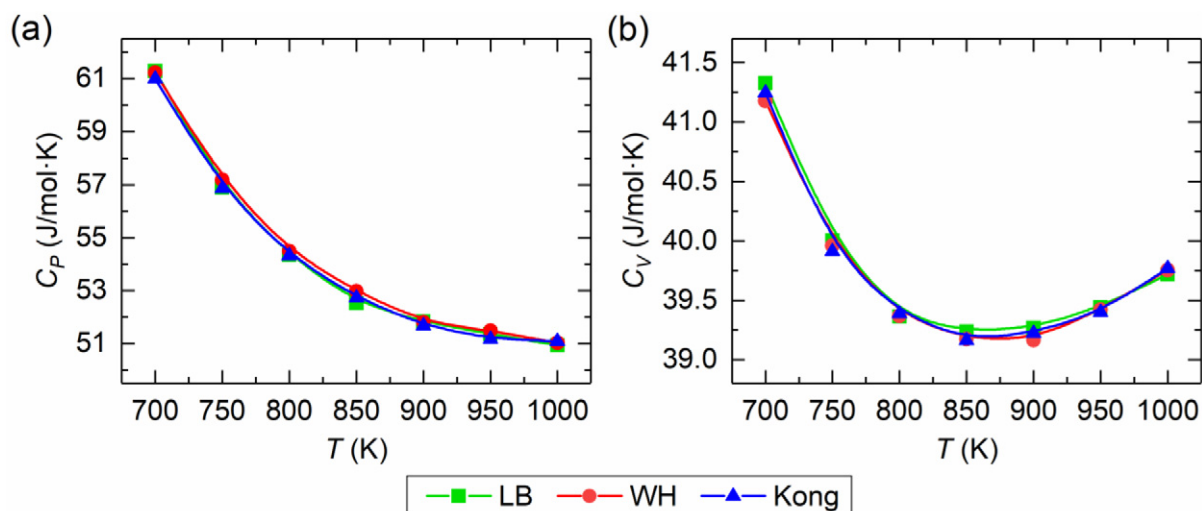 (a)
C_P (J/mol·K)
61
59
57
55
53
51
700 750 800 850 900 950 1000
T (K)
(b)
C_V (J/mol·K)
41.5
41.0
40.5
40.0
39.5
39.0
700 750 800 850 900 950 1000
T (K)
LB WH Kong